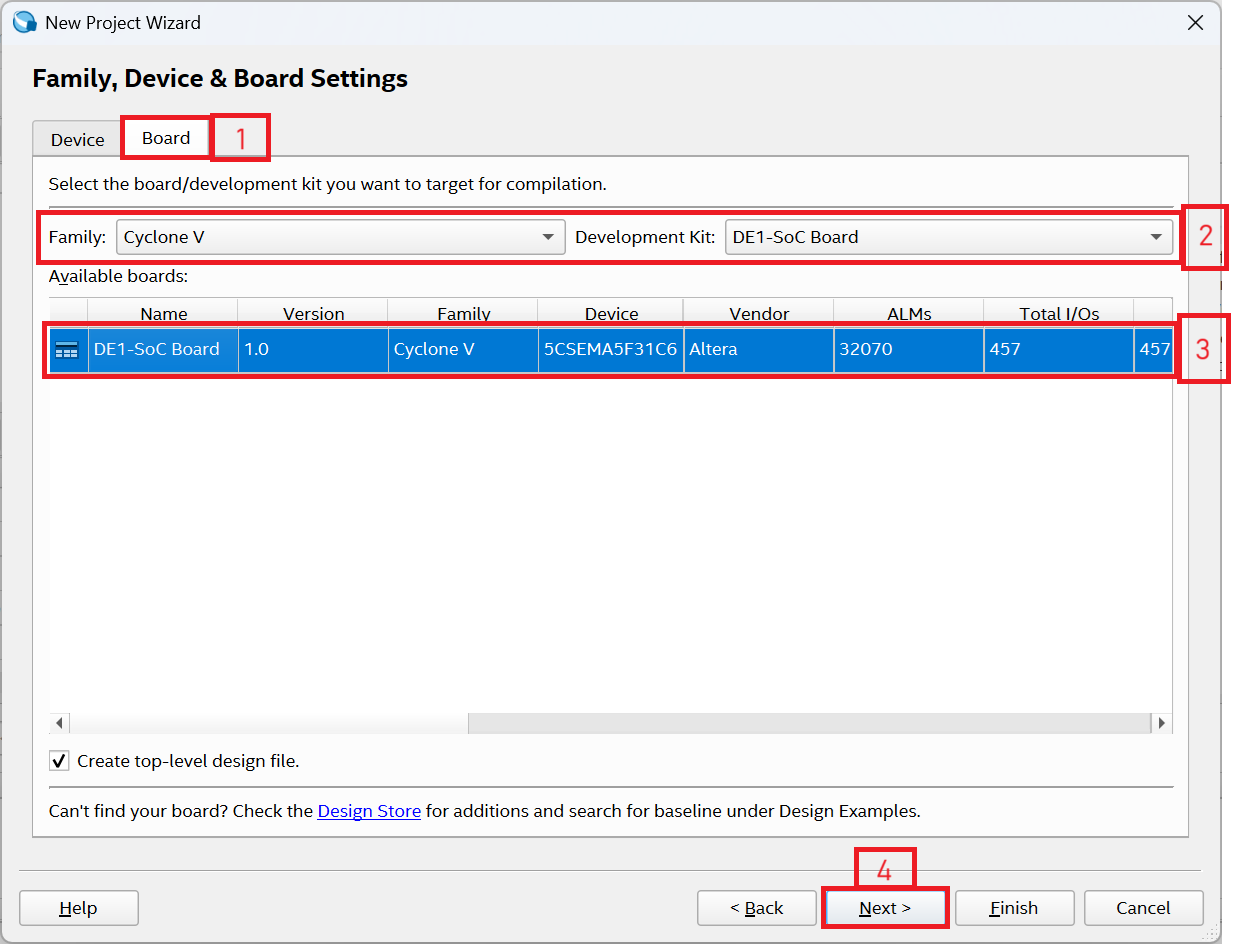 New Project Wizard
Family, Device & Board Settings
Device Board 1
Select the board/development kit you want to target for compilation.
Family: Cyclone V Development Kit: DE1-SoC Board 2
Available boards:
Name Version Family Device Vendor ALMs Total I/Os
DE1-SoC Board 1.0 Cyclone V 5CSEMA5F31C6 Altera 32070 457 457 3
Create top-level design file.
Can't find your board? Check the Design Store for additions and search for baseline under Design Examples.
4
Help < Back Next > Finish Cancel